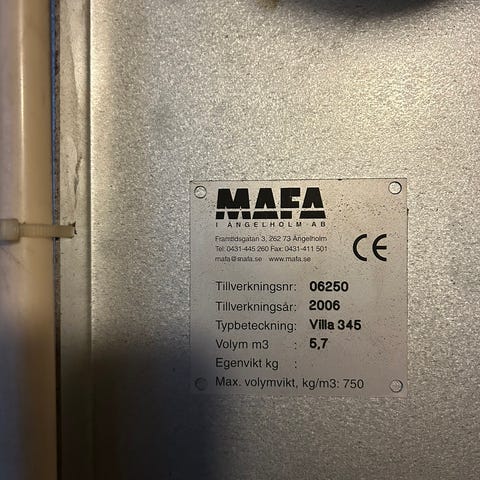 MAFA
I ÄNGELHOLM AB
Framtidsgatan 3, 262 73 Ängelholm
Tel: 0431-445 260 Fax: 0431-411 501
mafa@mafa.se www.mafa.se
CE
Tillverkningsnr: 06250
Tillverkningsår: 2006
Typbeteckning: Villa 345
Volym m3 : 5,7
Egenvikt kg :
Max. volymvikt, kg/m3: 750